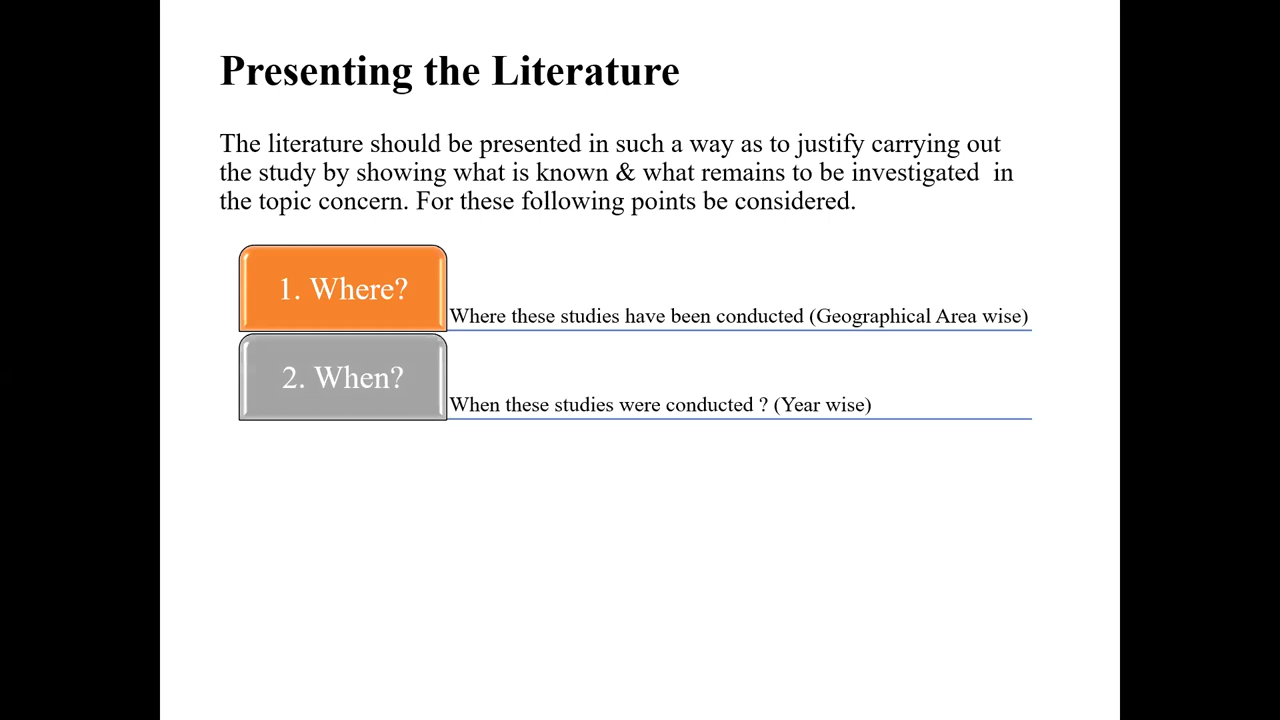 Presenting the Literature
The literature should be presented in such a way as to justify carrying out
the study by showing what is known & what remains to be investigated  in
the topic concern. For these following points be considered.
1. Where?
Where these studies have been conducted (Geographical Area wise)
2. When?
When these studies were conducted ? (Year wise)